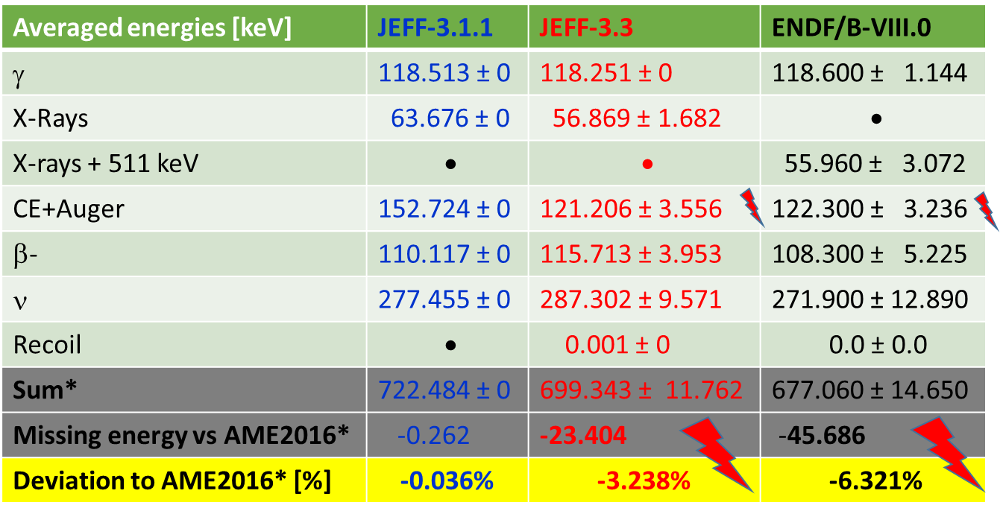 Averaged energies [keV] JEFF-3.1.1 JEFF-3.3 ENDF/B-VIII.0
γ 118.513 ± 0 118.251 ± 0 118.600 ± 1.144
X-Rays 63.676 ± 0 56.869 ± 1.682 •
X-rays + 511 keV • • 55.960 ± 3.072
CE+Auger 152.724 ± 0 121.206 ± 3.556 122.300 ± 3.236
β- 110.117 ± 0 115.713 ± 3.953 108.300 ± 5.225
ν 277.455 ± 0 287.302 ± 9.571 271.900 ± 12.890
Recoil • 0.001 ± 0 0.0 ± 0.0
Sum* 722.484 ± 0 699.343 ± 11.762 677.060 ± 14.650
Missing energy vs AME2016* -0.262 -23.404 -45.686
Deviation to AME2016* [%] -0.036% -3.238% -6.321%